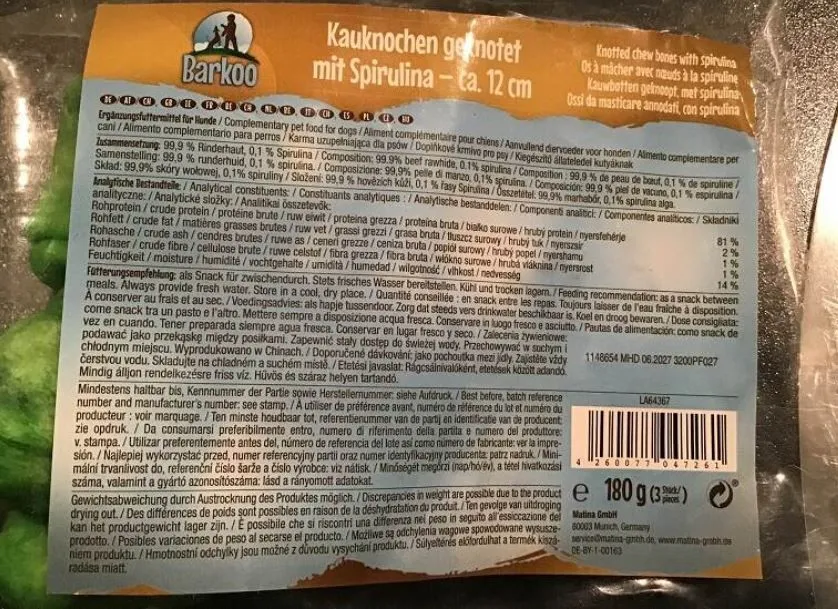 Barkoo
Kauknochen geknotet
mit Spirulina – ca. 12 cm
Knotted chew bones with spirulina
Os à mâcher avec nœuds à la spiruline
Kauwbotten geknoopt, met spirulina
Ossi da masticare annodati, con spirulina
DE AT CH GB IE FR BE CH NL BE IT CH ES PL CZ HU
Ergänzungsfuttermittel für Hunde / Complementary pet food for dogs / Aliment complémentaire pour chiens / Aanvullend diervoeder voor honden / Alimento complementare per
cani / Alimento complementario para perros / Karma uzupełniająca dla psów / Doplňkové krmivo pro psy / Kiegészítő állateledel kutyáknak
Zusammensetzung: 99,9 % Rinderhaut, 0,1 % Spirulina / Composition: 99.9% beef rawhide, 0.1% spirulina / Composition : 99,9 % de peau de bœuf, 0,1 % de spiruline /
Samenstelling: 99,9 % runderhuid, 0,1 % spirulina. / Composizione: 99,9% pelle di manzo, 0,1% spirulina. / Composición: 99,9 % piel de vacuno, 0,1 % espirulina /
Skład: 99,9% skóry wołowej, 0,1% spiruliny / Složení: 99,9 % hovězích kůží, 0,1 % řasy Spirulina / Összetétel: 99,9% marhabőr, 0,1% spirulina alga.
Analytische Bestandteile: / Analytical constituents: / Constituants analytiques : / Analytische bestanddelen: / Componenti analitici: / Componentes analíticos: / Składniki
analityczne: / Analytické složky: / Analitikai összetevők:
Rohprotein / crude protein / protéine brute / ruw eiwit / proteina grezza / proteína bruta / białko surowe / hrubý protein / nyersfehérje 81 %
Rohfett / crude fat / matières grasses brutes / ruw vet / grassi grezzi / grasa bruta / tłuszcz surowy / hrubý tuk / nyerszsír 2 %
Rohasche / crude ash / cendres brutes / ruwe as / ceneri grezze / ceniza bruta / popiół surowy / hrubý popel / nyershamu 1 %
Rohfaser / crude fibre / cellulose brute / ruwe celstof / fibra grezza / fibra bruta / włókno surowe / hrubá vláknina / nyersrost 1 %
Feuchtigkeit / moisture / humidité / vochtgehalte / umidità / humedad / wilgotność / vlhkost / nedvesség 14 %
Fütterungsempfehlung: als Snack für zwischendurch. Stets frisches Wasser bereitstellen. Kühl und trocken lagern. / Feeding recommendation: as a snack between
meals. Always provide fresh water. Store in a cool, dry place. / Quantité conseillée : en snack entre les repas. Toujours laisser de l'eau fraîche à disposition.
À conserver au frais et au sec. / Voedingsadvies: als hapje tussendoor. Zorg dat steeds vers drinkwater beschikbaar is. Koel en droog bewaren. / Dose consigliata:
come snack tra un pasto e l'altro. Mettere sempre a disposizione acqua fresca. Conservare in luogo fresco e asciutto. / Pautas de alimentación: como snack de
vez en cuando. Tener preparada siempre agua fresca. Conservar en lugar fresco y seco. / Zalecenia żywieniowe:
podawać jako przekąskę między posiłkami. Zapewnić stały dostęp do świeżej wody. Przechowywać w suchym i
chłodnym miejscu. Wyprodukowano w Chinach. / Doporučené dávkování: jako pochoutka mezi jídly. Zajistěte vždy
čerstvou vodu. Skladujte na chladném a suchém místě. / Etetési javaslat: Rágcsálnivalóként, etetések között adandó.
Mindig álljon rendelkezésre friss víz. Hűvös és száraz helyen tartandó.
1148654 MHD 06.2027 3200PF027
Mindestens haltbar bis, Kennnummer der Partie sowie Herstellernummer: siehe Aufdruck. / Best before, batch reference
number and manufacturer's number: see stamp. / À utiliser de préférence avant, numéro de référence du lot et numéro du
producteur : voir marquage. / Ten minste houdbaar tot, referentienummer van de partij en identificatie van de producent:
zie opdruk. / Da consumarsi preferibilmente entro, numero di riferimento della partita e numero del produttore:
v. stampa. / Utilizar preferentemente antes del, número de referencia del lote así como número de fabricante: ver la impre-
sión. / Najlepiej wykorzystać przed, numer referencyjny partii oraz numer identyfikacyjny producenta: patrz nadruk. / Mini-
mální trvanlivost do, referenční číslo šarže a číslo výrobce: viz nátisk. / Minőségét megőrzi (nap/hó/év), a tétel hivatkozási
száma, valamint a gyártó azonosítószáma: lásd a rányomott adatokat.
LA64367
4 260077 047261
Gewichtsabweichung durch Austrocknung des Produktes möglich. / Discrepancies in weight are possible due to the product
drying out. / Des différences de poids sont possibles en raison de la déshydratation du produit. / Ten gevolge van uitdroging
kan het productgewicht lager zijn. / È possibile che si riscontri una differenza nel peso in seguito all'essiccazione del
prodotto. / Posibles variaciones de peso al secarse el producto. / Możliwe są odchylenia wagowe spowodowane wysusze-
niem produktu. / Hmotnostní odchylky jsou možné z důvodu vysychání produktu. / Súlyeltérés előfordulhat a termék kiszá-
radása miatt.
e 180 g (3 Stück/ pieces)
Matina GmbH
80003 Munich, Germany
service@matina-gmbh.de, www.matina-gmbh.de
DE-BY-1-00163